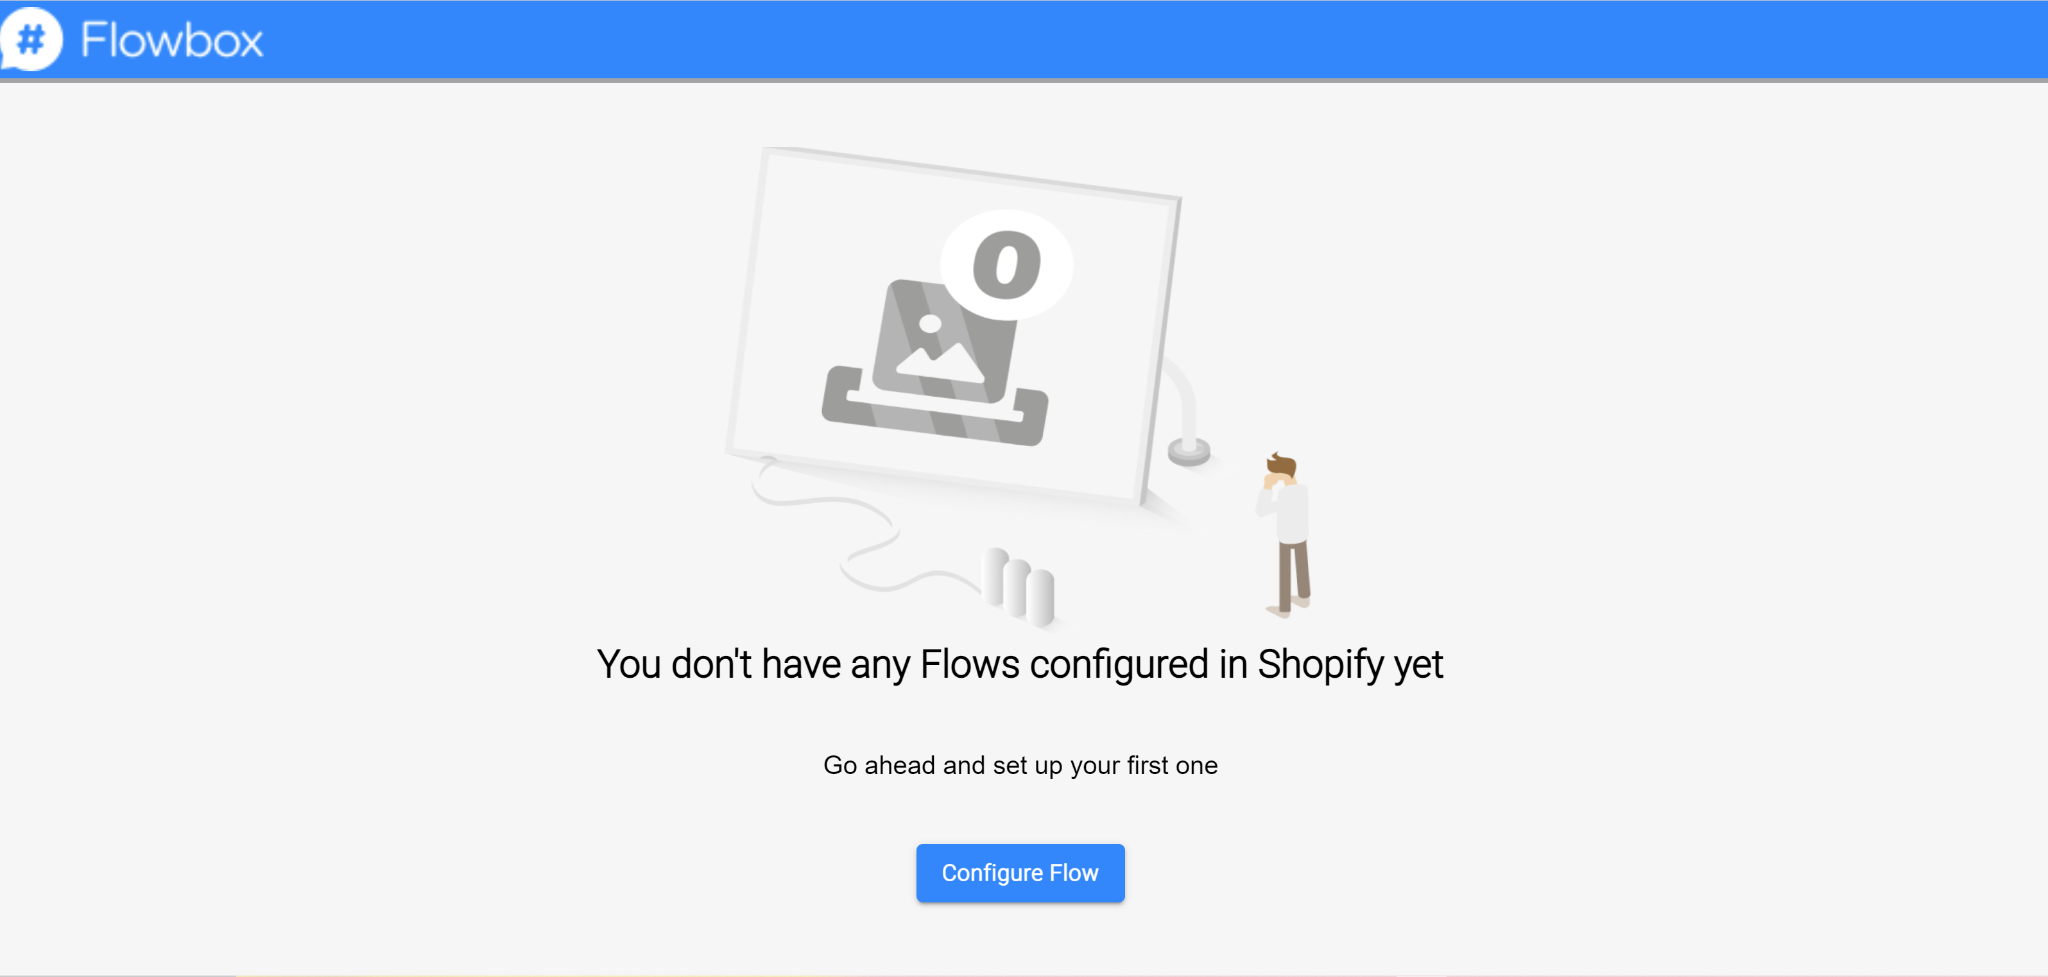 # Flowbox
0
You don't have any Flows configured in Shopify yet
Go ahead and set up your first one
Configure Flow